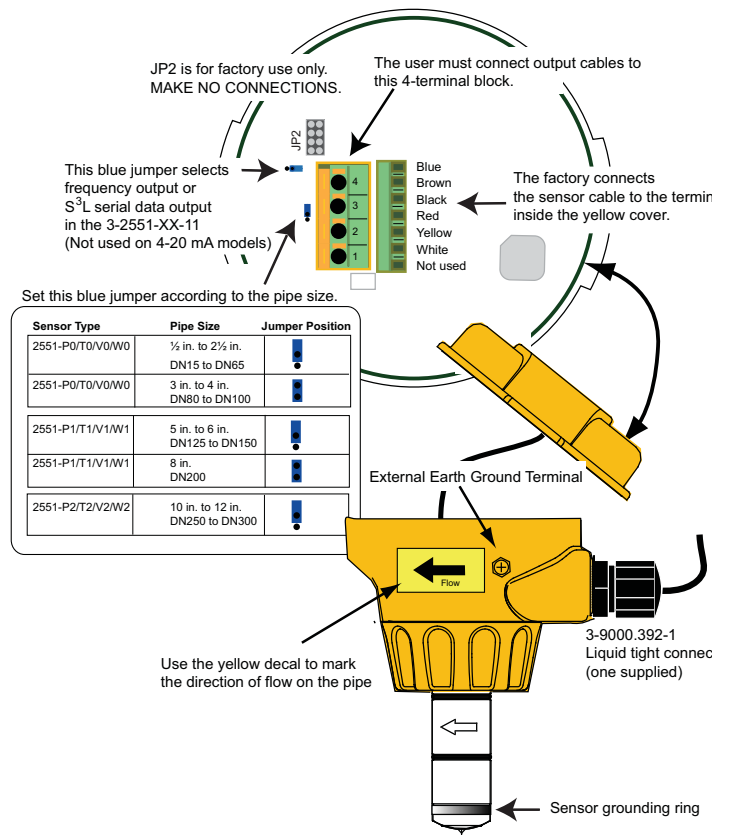 JP2 is for factory use only.
MAKE NO CONNECTIONS.
The user must connect output cables to
this 4-terminal block.
JP2
This blue jumper selects
frequency output or
S³L serial data output
in the 3-2551-XX-11
(Not used on 4-20 mA models)
4
3
2
1
Blue
Brown
Black
Red
Yellow
White
Not used
The factory connects
the sensor cable to the termin
inside the yellow cover.
Set this blue jumper according to the pipe size.
Sensor Type Pipe Size Jumper Position
2551-P0/T0/V0/W0 ½ in. to 2½ in.
DN15 to DN65
2551-P0/T0/V0/W0 3 in. to 4 in.
DN80 to DN100
2551-P1/T1/V1/W1 5 in. to 6 in.
DN125 to DN150
2551-P1/T1/V1/W1 8 in.
DN200
2551-P2/T2/V2/W2 10 in. to 12 in.
DN250 to DN300
External Earth Ground Terminal
Flow
3-9000.392-1
Liquid tight connec
(one supplied)
Use the yellow decal to mark
the direction of flow on the pipe
Sensor grounding ring